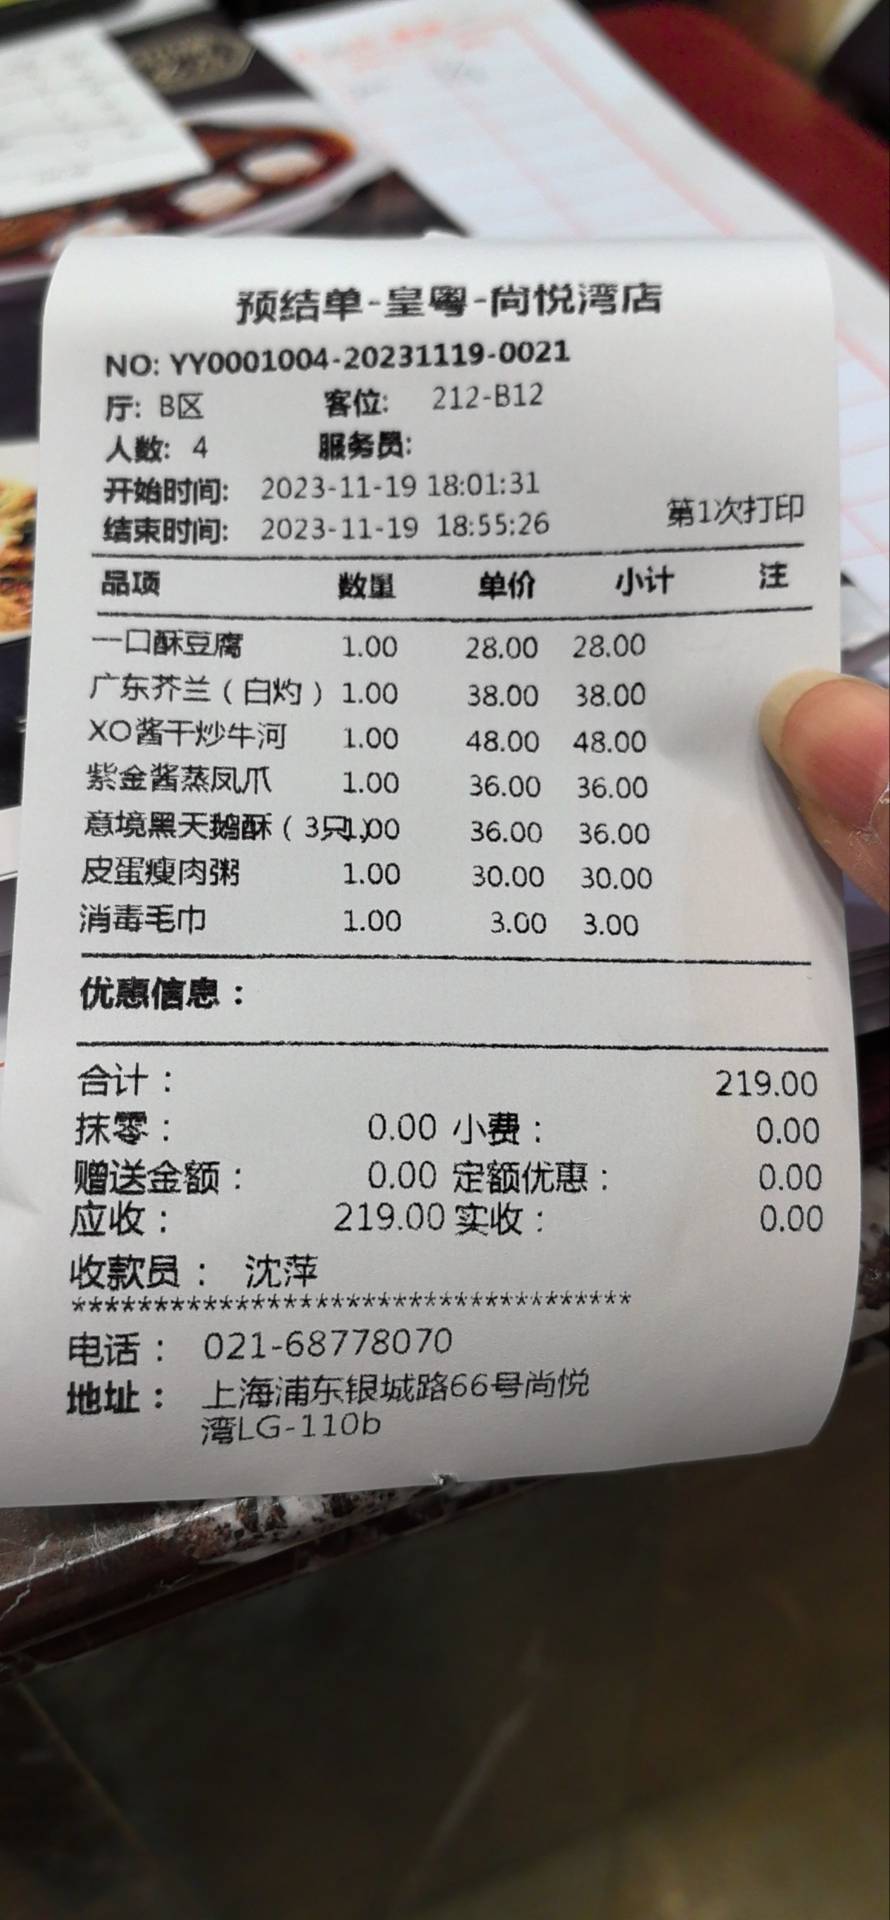 预结单-皇粤-尚悦湾店
NO: YY0001004-20231119-0021
厅: B区 客位: 212-B12
人数: 4 服务员:
开始时间: 2023-11-19 18:01:31
结束时间: 2023-11-19 18:55:26 第1次打印
品项 数量 单价 小计 注
一口酥豆腐 1.00 28.00 28.00
广东芥兰（白灼） 1.00 38.00 38.00
XO酱干炒牛河 1.00 48.00 48.00
紫金酱蒸凤爪 1.00 36.00 36.00
意境黑天鹅酥（3只） 1.00 36.00 36.00
皮蛋瘦肉粥 1.00 30.00 30.00
消毒毛巾 1.00 3.00 3.00
优惠信息：
合计： 219.00
抹零： 0.00 小费： 0.00
赠送金额： 0.00 定额优惠： 0.00
应收： 219.00 实收： 0.00
收款员： 沈萍
***********************************
电话： 021-68778070
地址： 上海浦东银城路66号尚悦
湾LG-110b